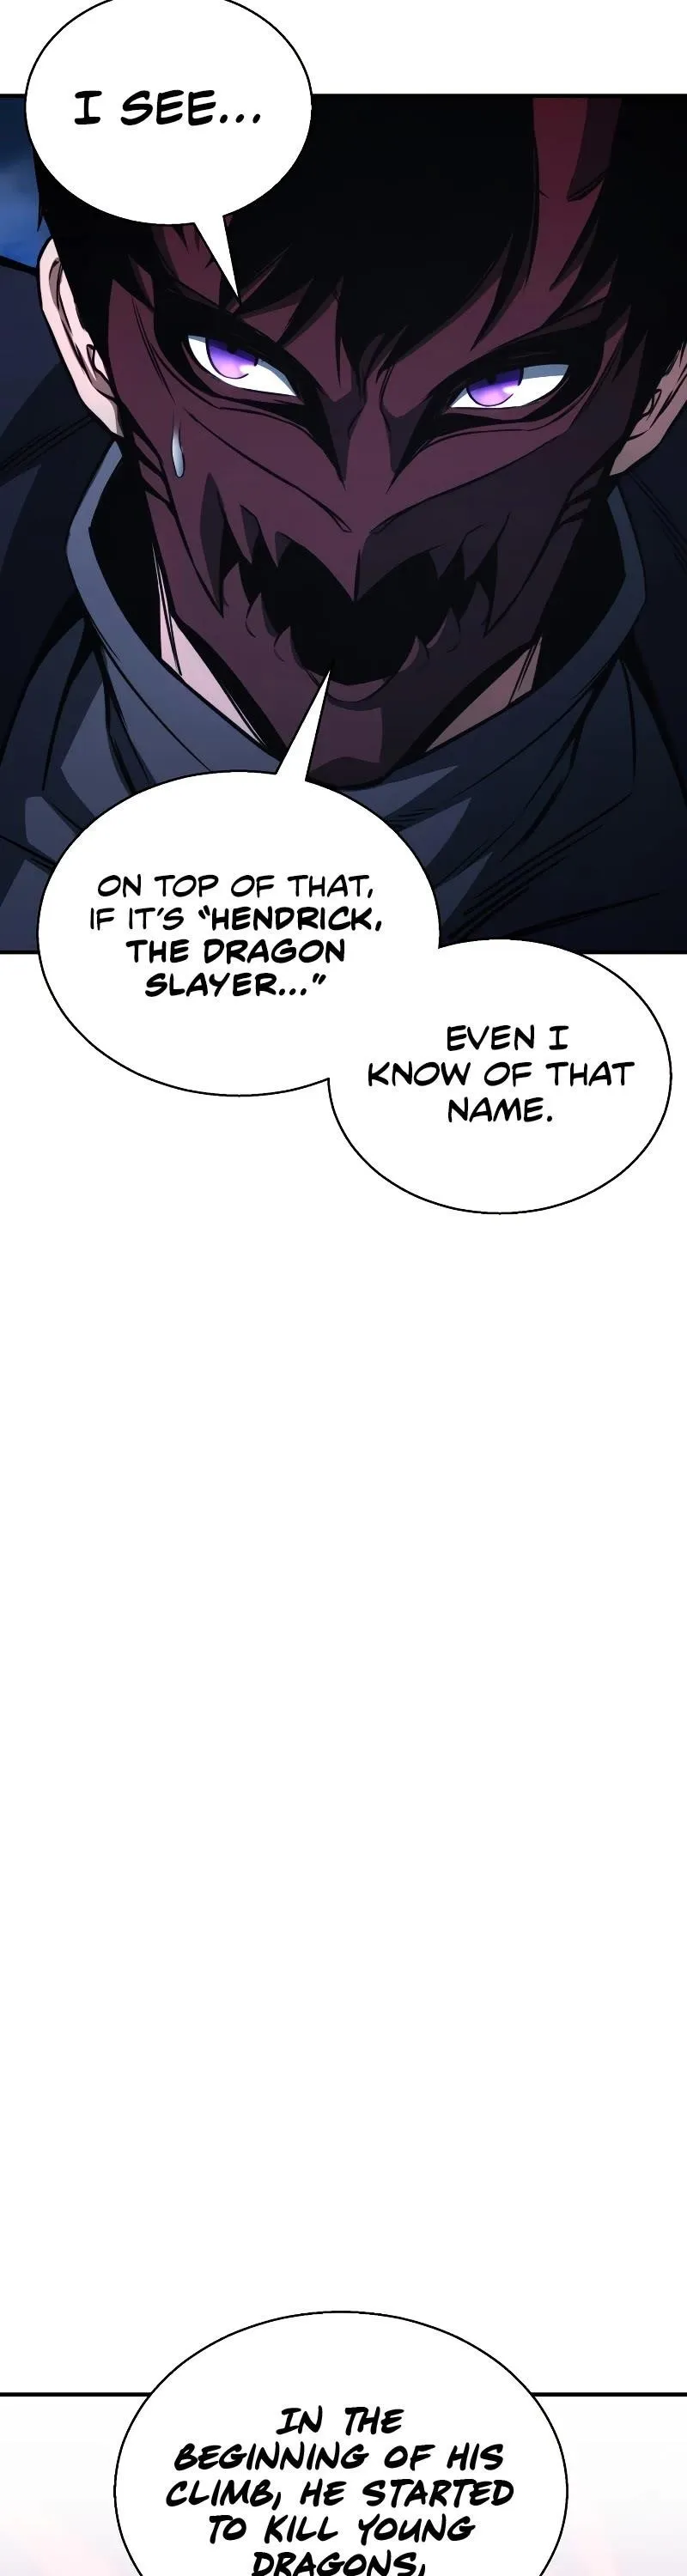 I SEE...
ON TOP OF THAT,
IF IT'S "HENDRICK,
THE DRAGON
SLAYER..."
EVEN I
KNOW OF THAT
NAME.
IN THE
BEGINNING OF HIS
CLIMB, HE STARTED
TO KILL YOUNG
DRAGONS,